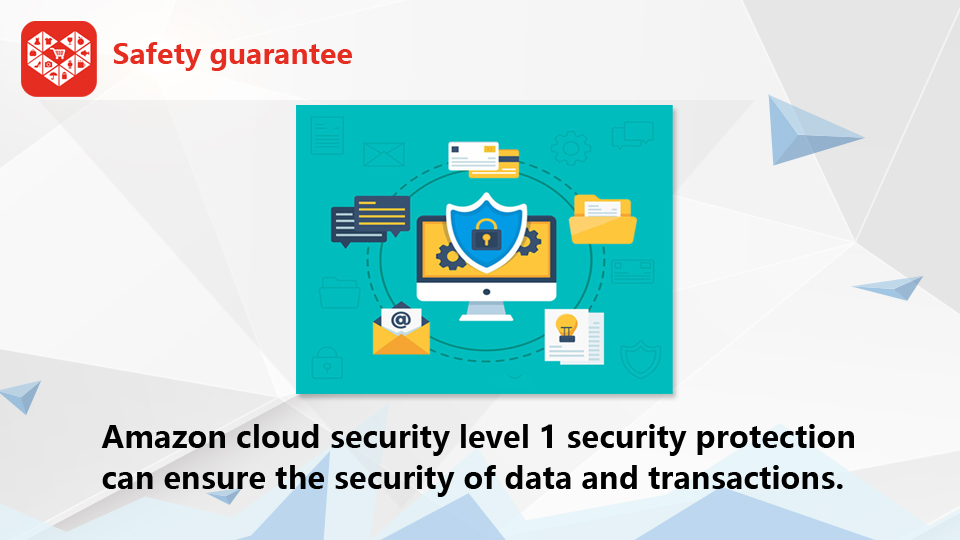 Safety guarantee
@
Amazon cloud security level 1 security protection
can ensure the security of data and transactions.